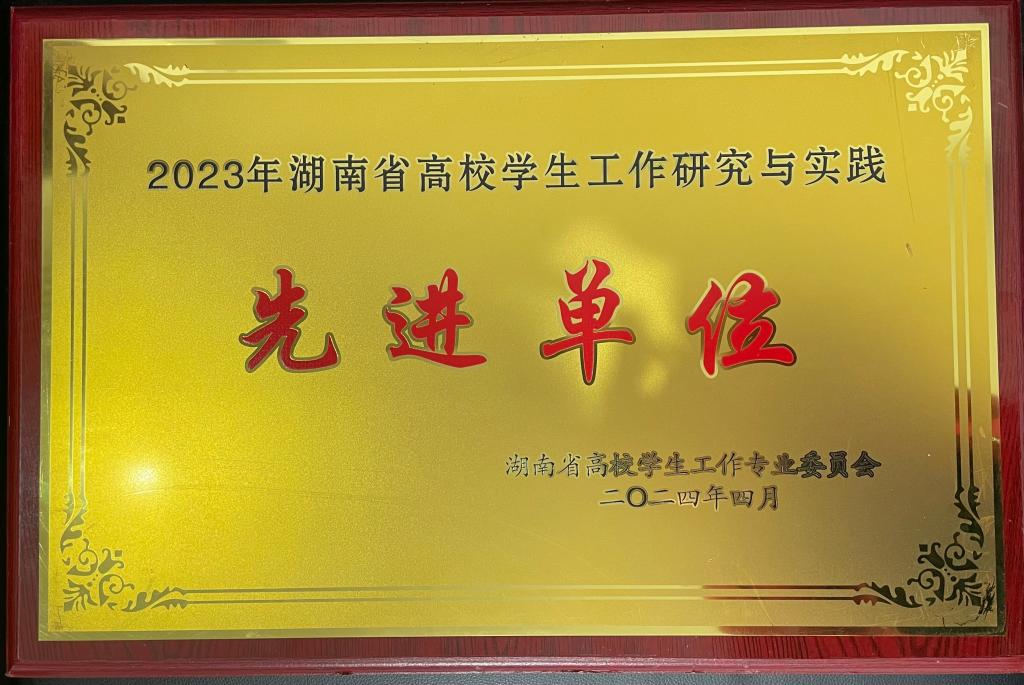 2023年湖南省高校学生工作研究与实践
先进单位
湖南省高校学生工作专业委员会
二〇二四年四月